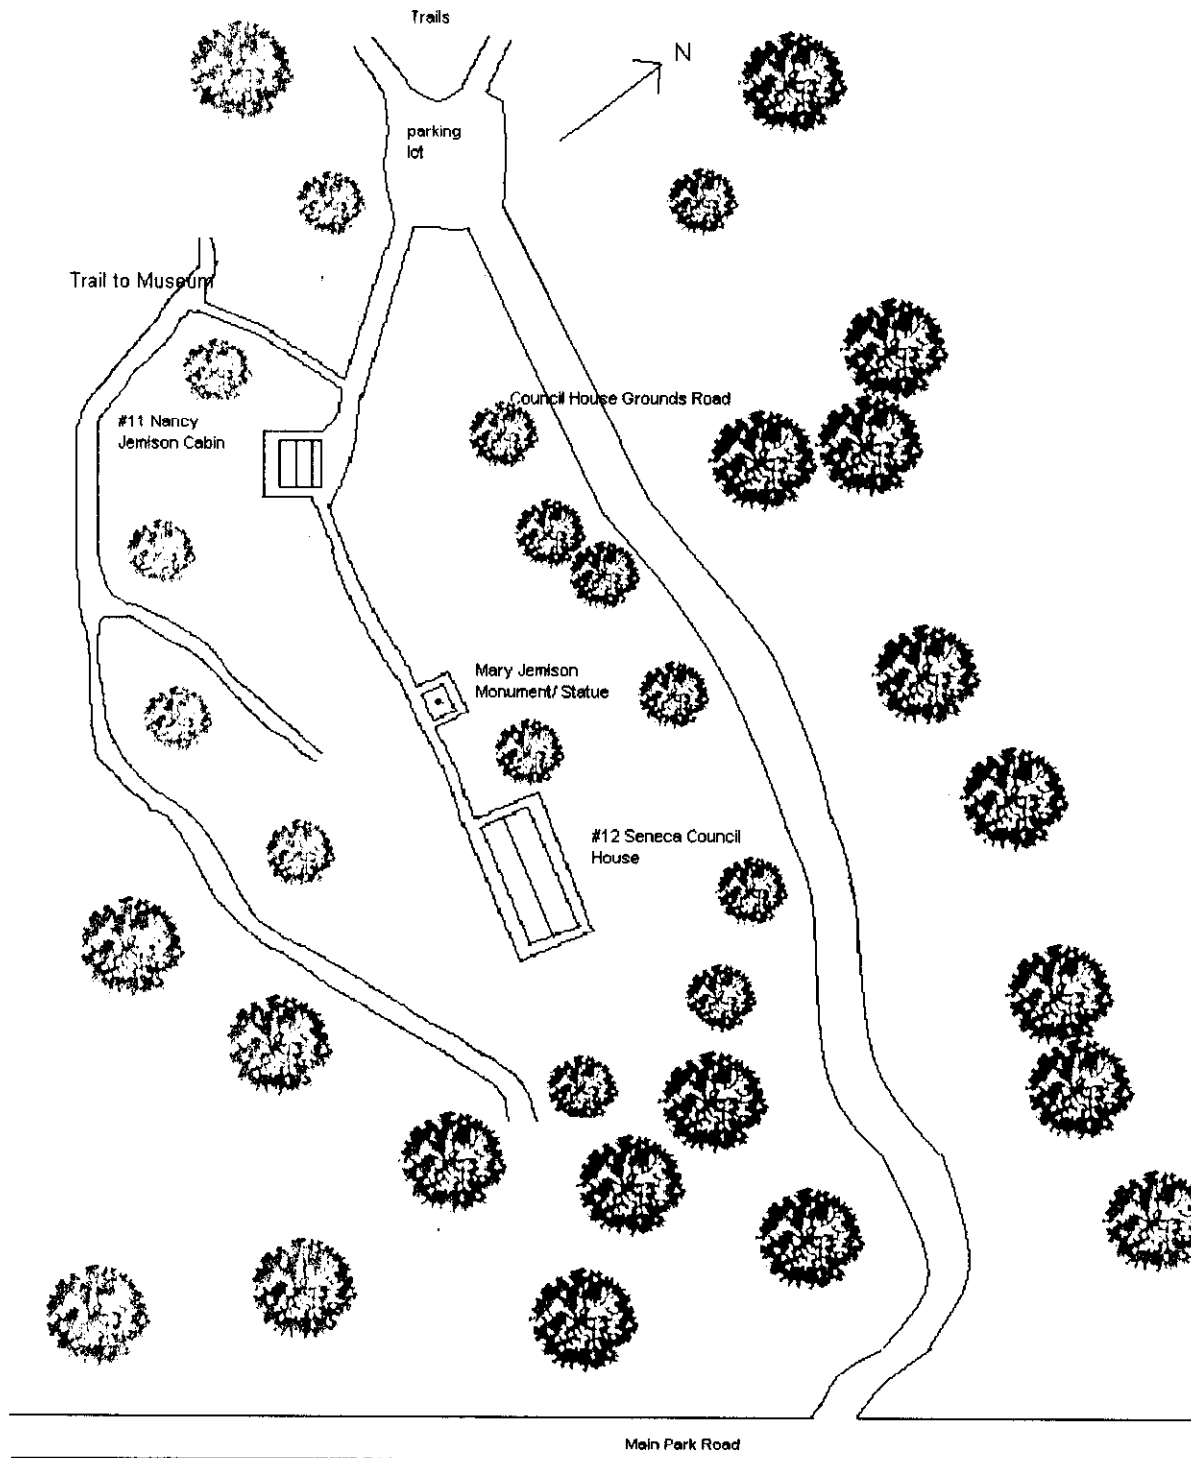 Trails
N
parking
lot
Trail to Museum
Council House Grounds Road
#11 Nancy
Jemison Cabin
Mary Jemison
Monument/ Statue
#12 Seneca Council
House
Main Park Road